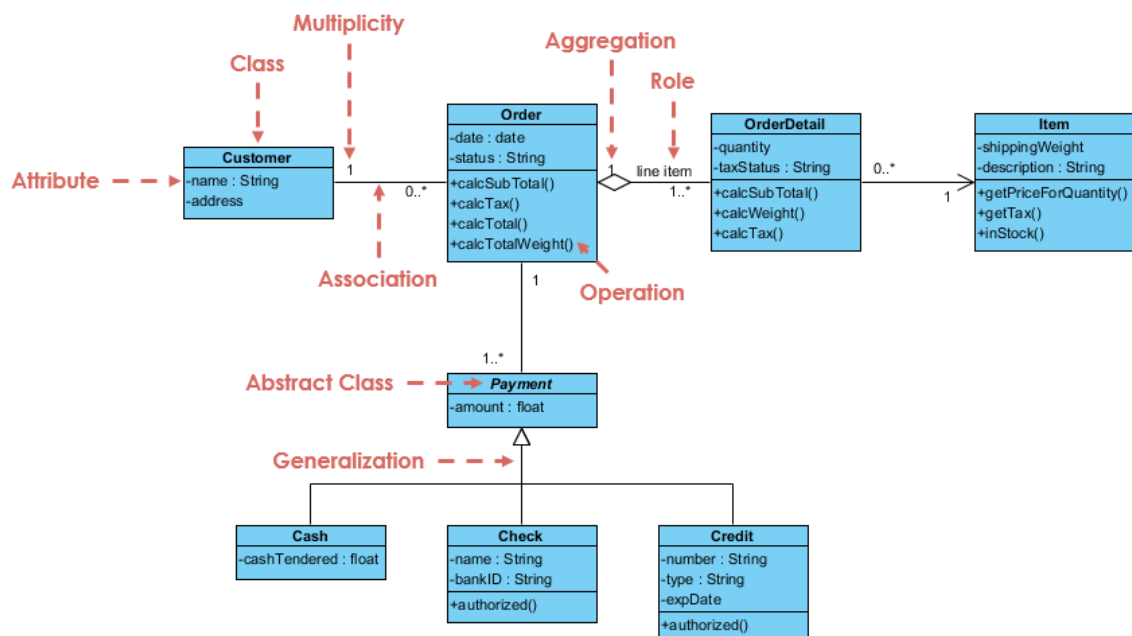 Multiplicity
Aggregation
Class
Role
Attribute
Customer
-name : String
-address
1
0..*
Association
Order
-date : date
-status : String
+calcSubTotal()
+calcTax()
+calcTotal()
+calcTotalWeight()
1
line item
1..*
OrderDetail
-quantity
-taxStatus : String
+calcSubTotal()
+calcWeight()
+calcTax()
0..*
1
Item
-shippingWeight
-description : String
+getPriceForQuantity()
+getTax()
+inStock()
Operation
1
1..*
Abstract Class
Payment
-amount : float
Generalization
Cash
-cashTendered : float
Check
-name : String
-bankID : String
+authorized()
Credit
-number : String
-type : String
-expDate
+authorized()